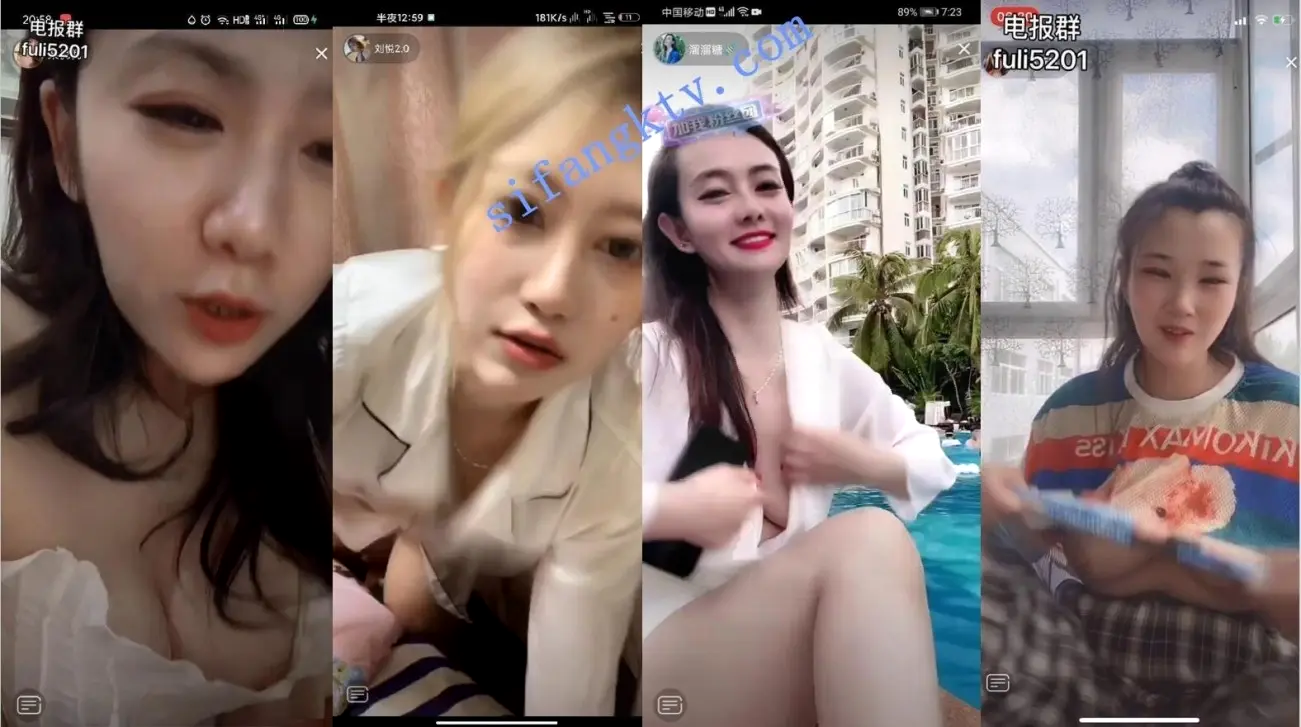 20:58
电报群
fuli5201
半夜12:59
181K/s
11
刘悦2.0
中国移动
89%
7:23
溜溜糖
加我粉丝团
sifangktv.com
电报群
fuli5201
KIKOMAX KISS